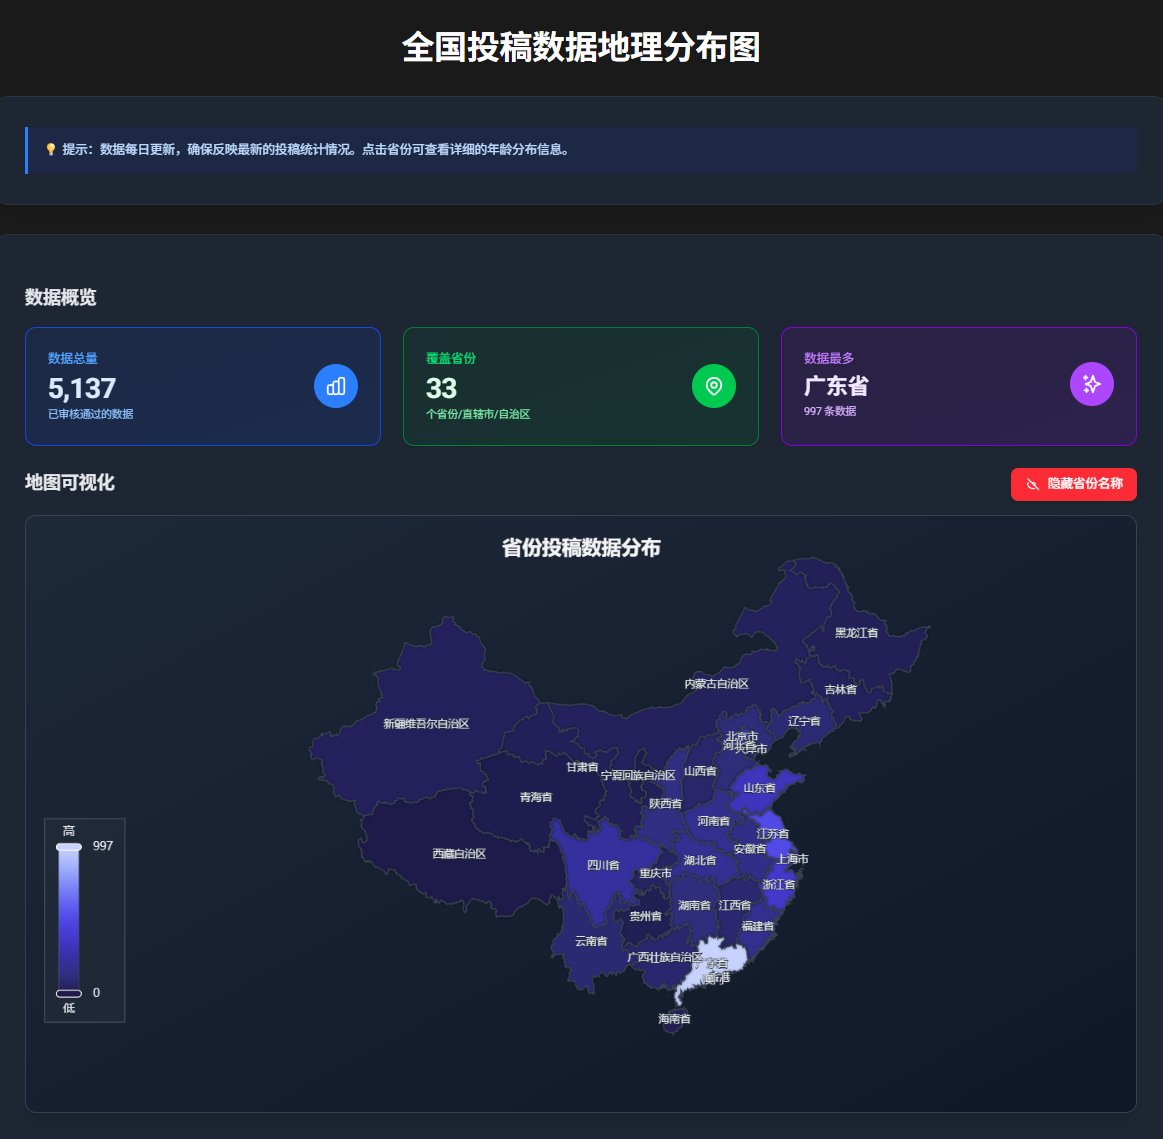 全国投稿数据地理分布图
💡 提示：数据每日更新，确保反映最新的投稿统计情况。点击省份可查看详细的年龄分布信息。
数据概览
数据总量
5,137
已审核通过的数据
覆盖省份
33
个省份/直辖市/自治区
数据最多
广东省
997 条数据
地图可视化
隐藏省份名称
省份投稿数据分布
黑龙江省
内蒙古自治区
吉林省
辽宁省
新疆维吾尔自治区
北京市
河北省
天津市
甘肃省
宁夏回族自治区
山西省
青海省
山东省
陕西省
河南省
江苏省
高
997
西藏自治区
安徽省
四川省
湖北省
上海市
重庆市
浙江省
湖南省
江西省
贵州省
福建省
云南省
广西壮族自治区
广东省
0
低
海南省